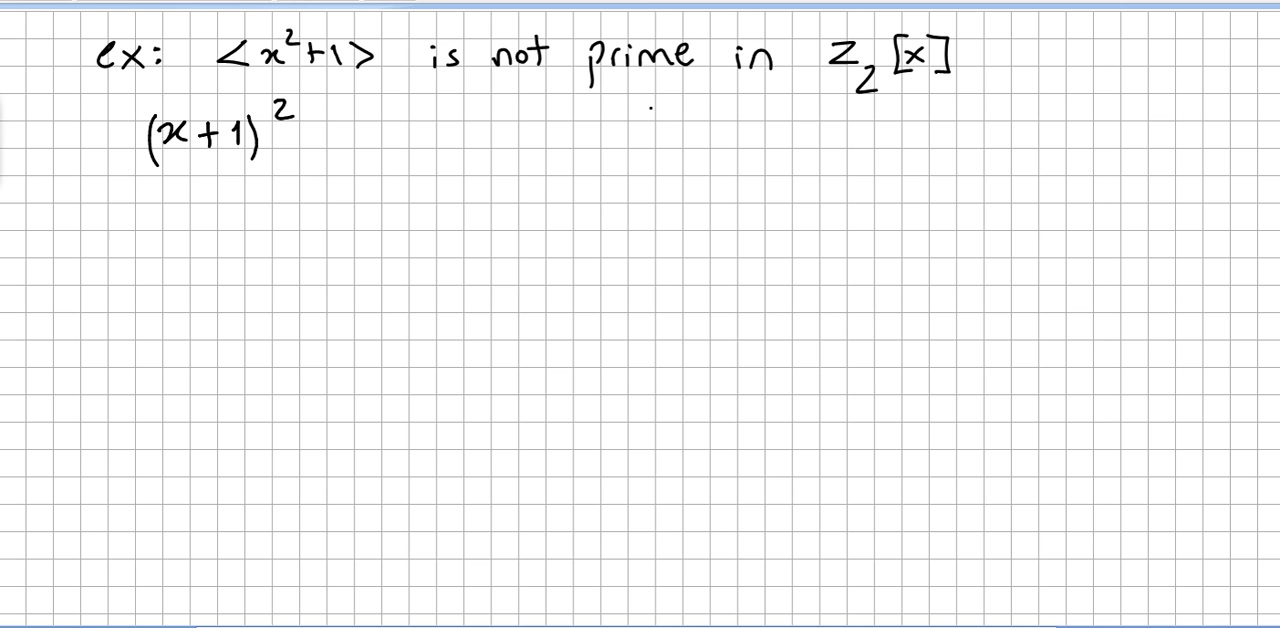 ex: <x²+1> is not prime in Z₂[x]
(x+1)²